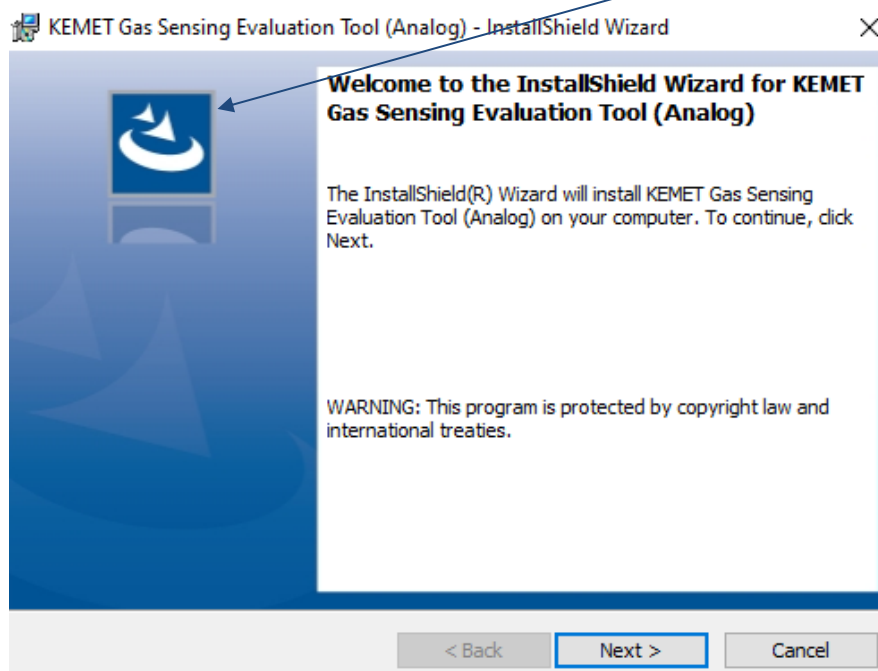 KEMET Gas Sensing Evaluation Tool (Analog) - InstallShield Wizard
Welcome to the InstallShield Wizard for KEMET
Gas Sensing Evaluation Tool (Analog)
The InstallShield(R) Wizard will install KEMET Gas Sensing
Evaluation Tool (Analog) on your computer. To continue, click
Next.
WARNING: This program is protected by copyright law and
international treaties.
< Back
Next >
Cancel